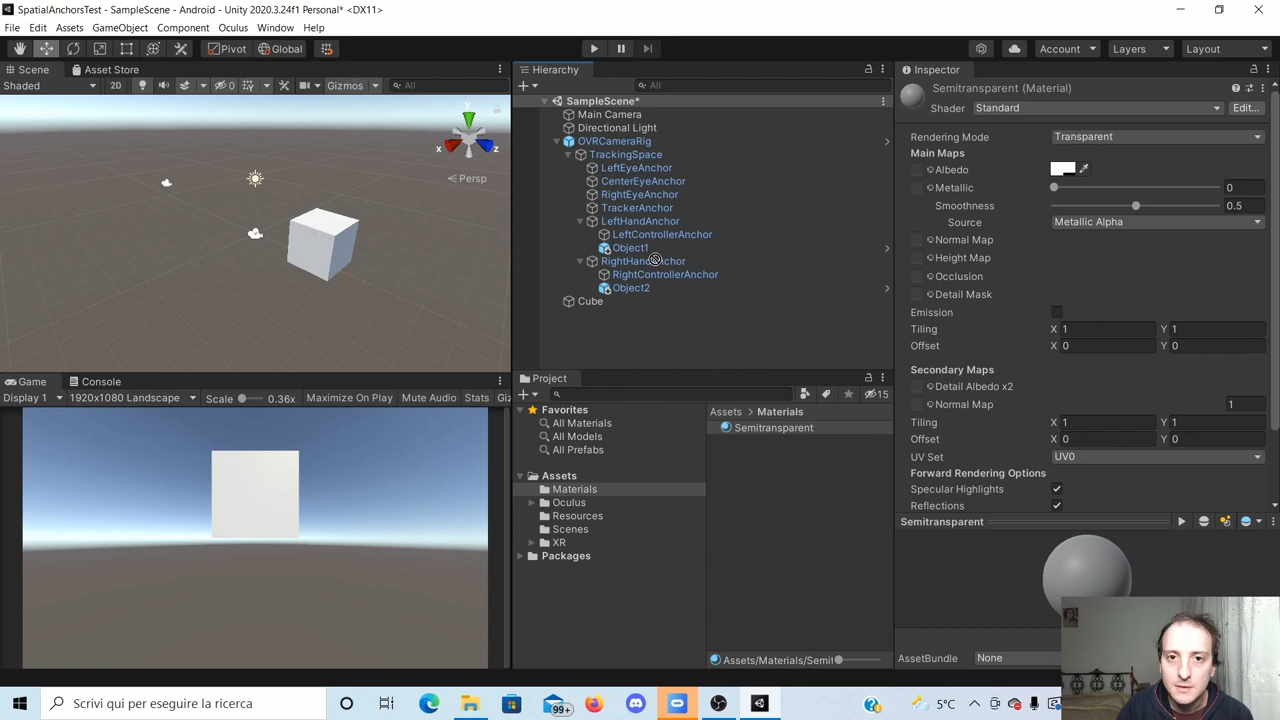 SpatialAnchorsTest - SampleScene - Android - Unity 2020.3.24f1 Personal* <DX11>
File Edit Assets GameObject Component Oculus Window Help
Pivot Global Account Layers Layout
Scene Asset Store
Shaded 2D 0 Gizmos All
y
x z
Persp
Game Console
Display 1 1920x1080 Landscape Scale 0.36x Maximize On Play Mute Audio Stats Giz
Hierarchy
All
SampleScene*
Main Camera
Directional Light
OVRCameraRig
TrackingSpace
LeftEyeAnchor
CenterEyeAnchor
RightEyeAnchor
TrackerAnchor
LeftHandAnchor
LeftControllerAnchor
Object1
RightHandAnchor
RightControllerAnchor
Object2
Cube
Project
15
Favorites
All Materials
All Models
All Prefabs
Assets
Materials
Oculus
Resources
Scenes
XR
Packages
Assets > Materials
Semitransparent
Assets/Materials/Semit
Inspector
Semitransparent (Material)
Shader Standard Edit...
Rendering Mode Transparent
Main Maps
Albedo
Metallic 0
Smoothness 0.5
Source Metallic Alpha
Normal Map
Height Map
Occlusion
Detail Mask
Emission
Tiling X 1 Y 1
Offset X 0 Y 0
Secondary Maps
Detail Albedo x2
Normal Map 1
Tiling X 1 Y 1
Offset X 0 Y 0
UV Set UV0
Forward Rendering Options
Specular Highlights
Reflections
Semitransparent
AssetBundle None
Scrivi qui per eseguire la ricerca
99+
5°C